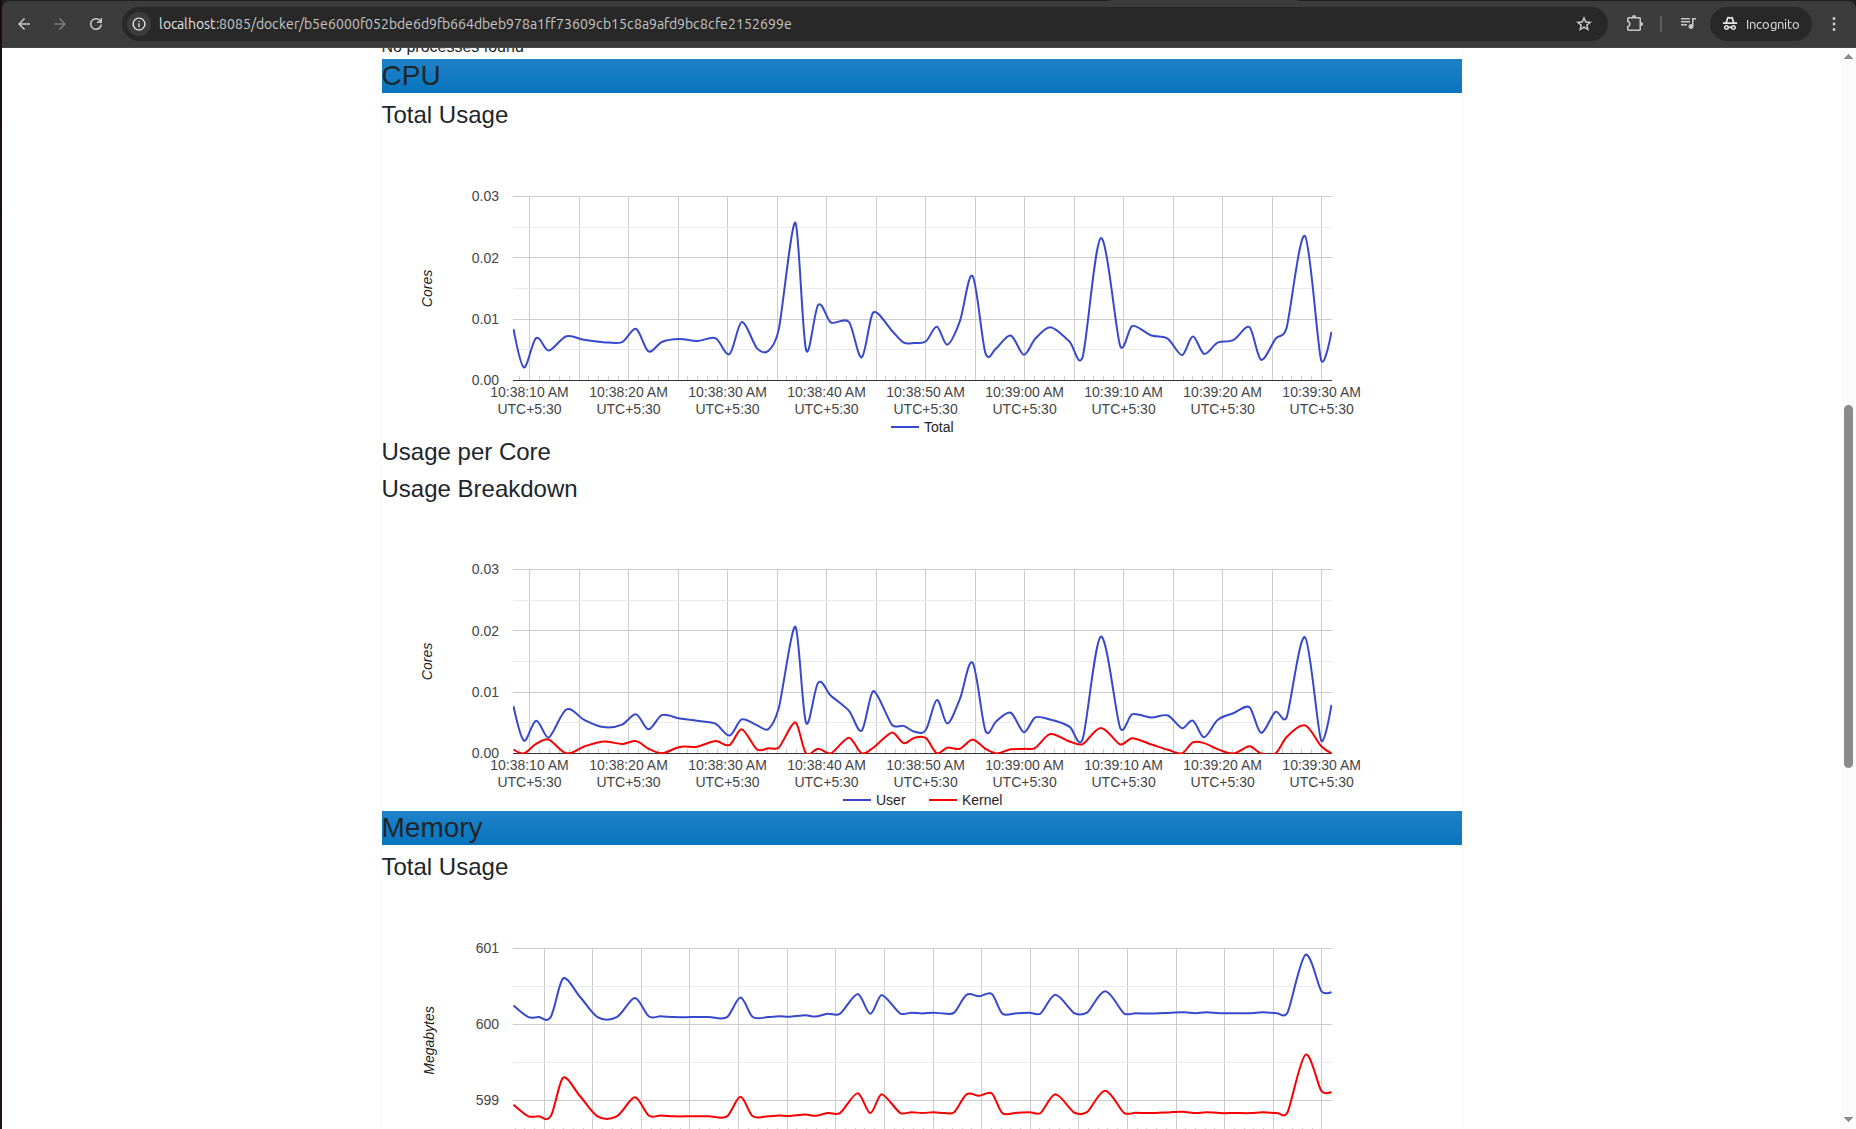 localhost:8085/docker/b5e6000f052bde6d9fb664dbeb978a1ff73609cb15c8a9afd9bc8cfe2152699e
Incognito
No processes found
CPU
Total Usage
0.03
0.02
0.01
0.00
Cores
10:38:10 AM UTC+5:30
10:38:20 AM UTC+5:30
10:38:30 AM UTC+5:30
10:38:40 AM UTC+5:30
10:38:50 AM UTC+5:30
10:39:00 AM UTC+5:30
10:39:10 AM UTC+5:30
10:39:20 AM UTC+5:30
10:39:30 AM UTC+5:30
Total
Usage per Core
Usage Breakdown
0.03
0.02
0.01
0.00
Cores
10:38:10 AM UTC+5:30
10:38:20 AM UTC+5:30
10:38:30 AM UTC+5:30
10:38:40 AM UTC+5:30
10:38:50 AM UTC+5:30
10:39:00 AM UTC+5:30
10:39:10 AM UTC+5:30
10:39:20 AM UTC+5:30
10:39:30 AM UTC+5:30
User Kernel
Memory
Total Usage
601
600
599
Megabytes